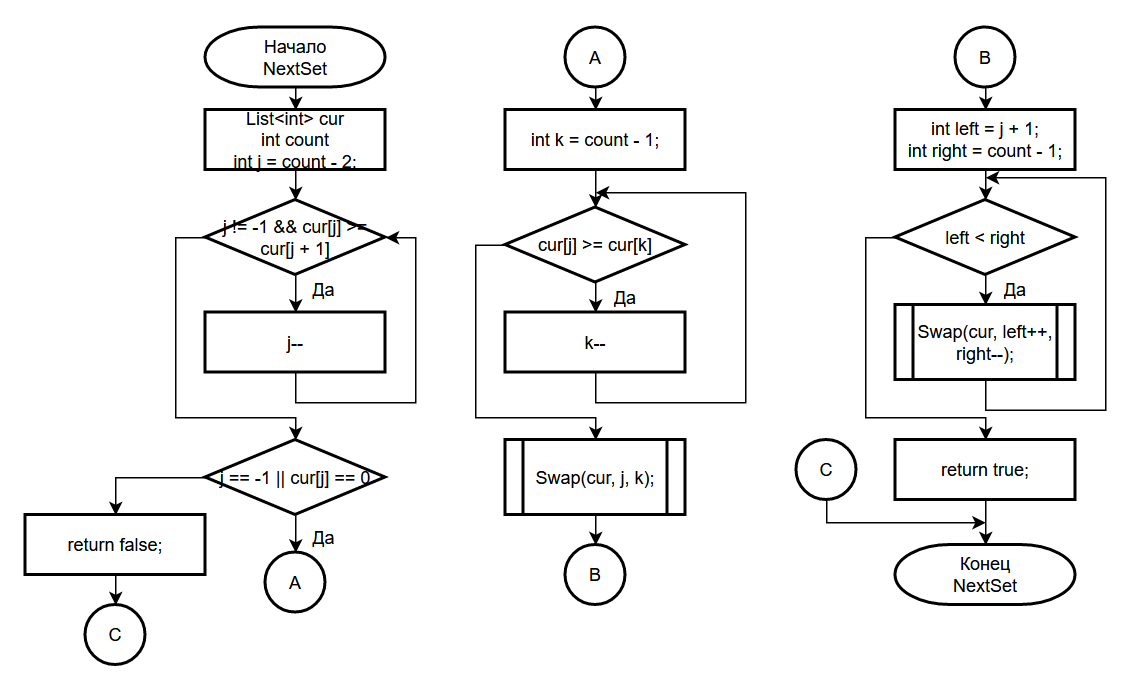 Начало
NextSet
List<int> cur
int count
int j = count - 2;
j != -1 && cur[j] >=
cur[j + 1]
Да
j--
j == -1 || cur[j] == 0
Да
return false;
A
C
A
int k = count - 1;
cur[j] >= cur[k]
Да
k--
Swap(cur, j, k);
B
B
int left = j + 1;
int right = count - 1;
left < right
Да
Swap(cur, left++,
right--);
C
return true;
Конец
NextSet